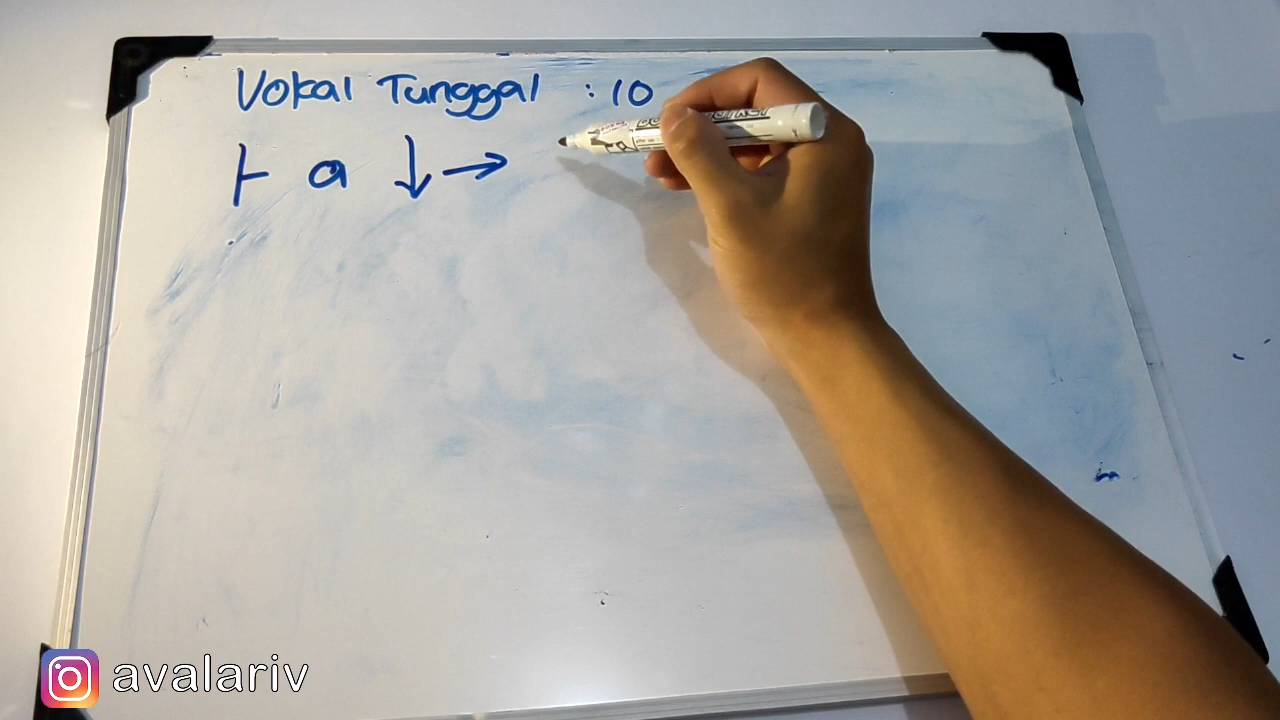 Vokal Tunggal : 10
ㅏ a ↓→
avalariv